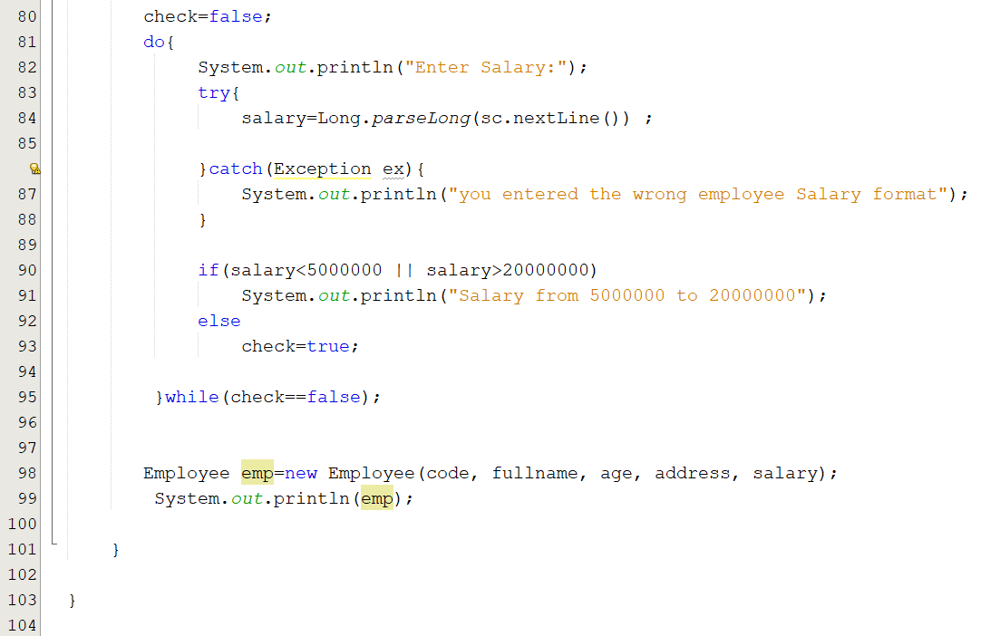 80 check=false;
81 do{
82 System.out.println("Enter Salary:");
83 try{
84 salary=Long.parseLong(sc.nextLine()) ;
85
}catch(Exception ex){
87 System.out.println("you entered the wrong employee Salary format");
88 }
89
90 if(salary<5000000 || salary>20000000)
91 System.out.println("Salary from 5000000 to 20000000");
92 else
93 check=true;
94
95 }while(check==false);
96
97
98 Employee emp=new Employee(code, fullname, age, address, salary);
99 System.out.println(emp);
100
101 }
102
103 }
104